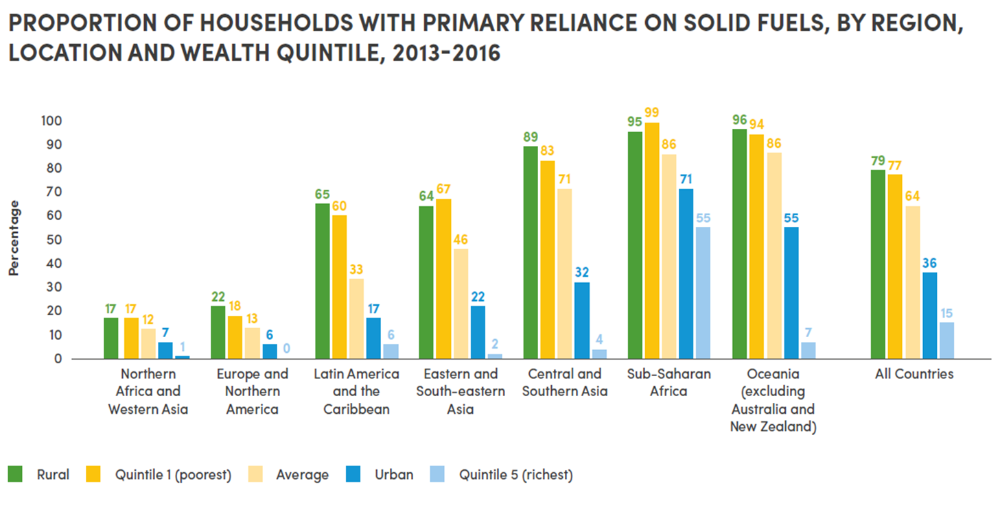 PROPORTION OF HOUSEHOLDS WITH PRIMARY RELIANCE ON SOLID FUELS, BY REGION,
LOCATION AND WEALTH QUINTILE, 2013-2016
Percentage
100
90
80
70
60
50
40
30
20
10
0
17 17 12 7 1
22 18 13 6 0
65 60 33 17 6
64 67 46 22 2
89 83 71 32 4
95 99 86 71 55
96 94 86 55 7
79 77 64 36 15
Northern
Africa and
Western Asia
Europe and
Northern
America
Latin America
and the
Caribbean
Eastern and
South-eastern
Asia
Central and
Southern Asia
Sub-Saharan
Africa
Oceania
(excluding
Australia and
New Zealand)
All Countries
Rural Quintile 1 (poorest) Average Urban Quintile 5 (richest)